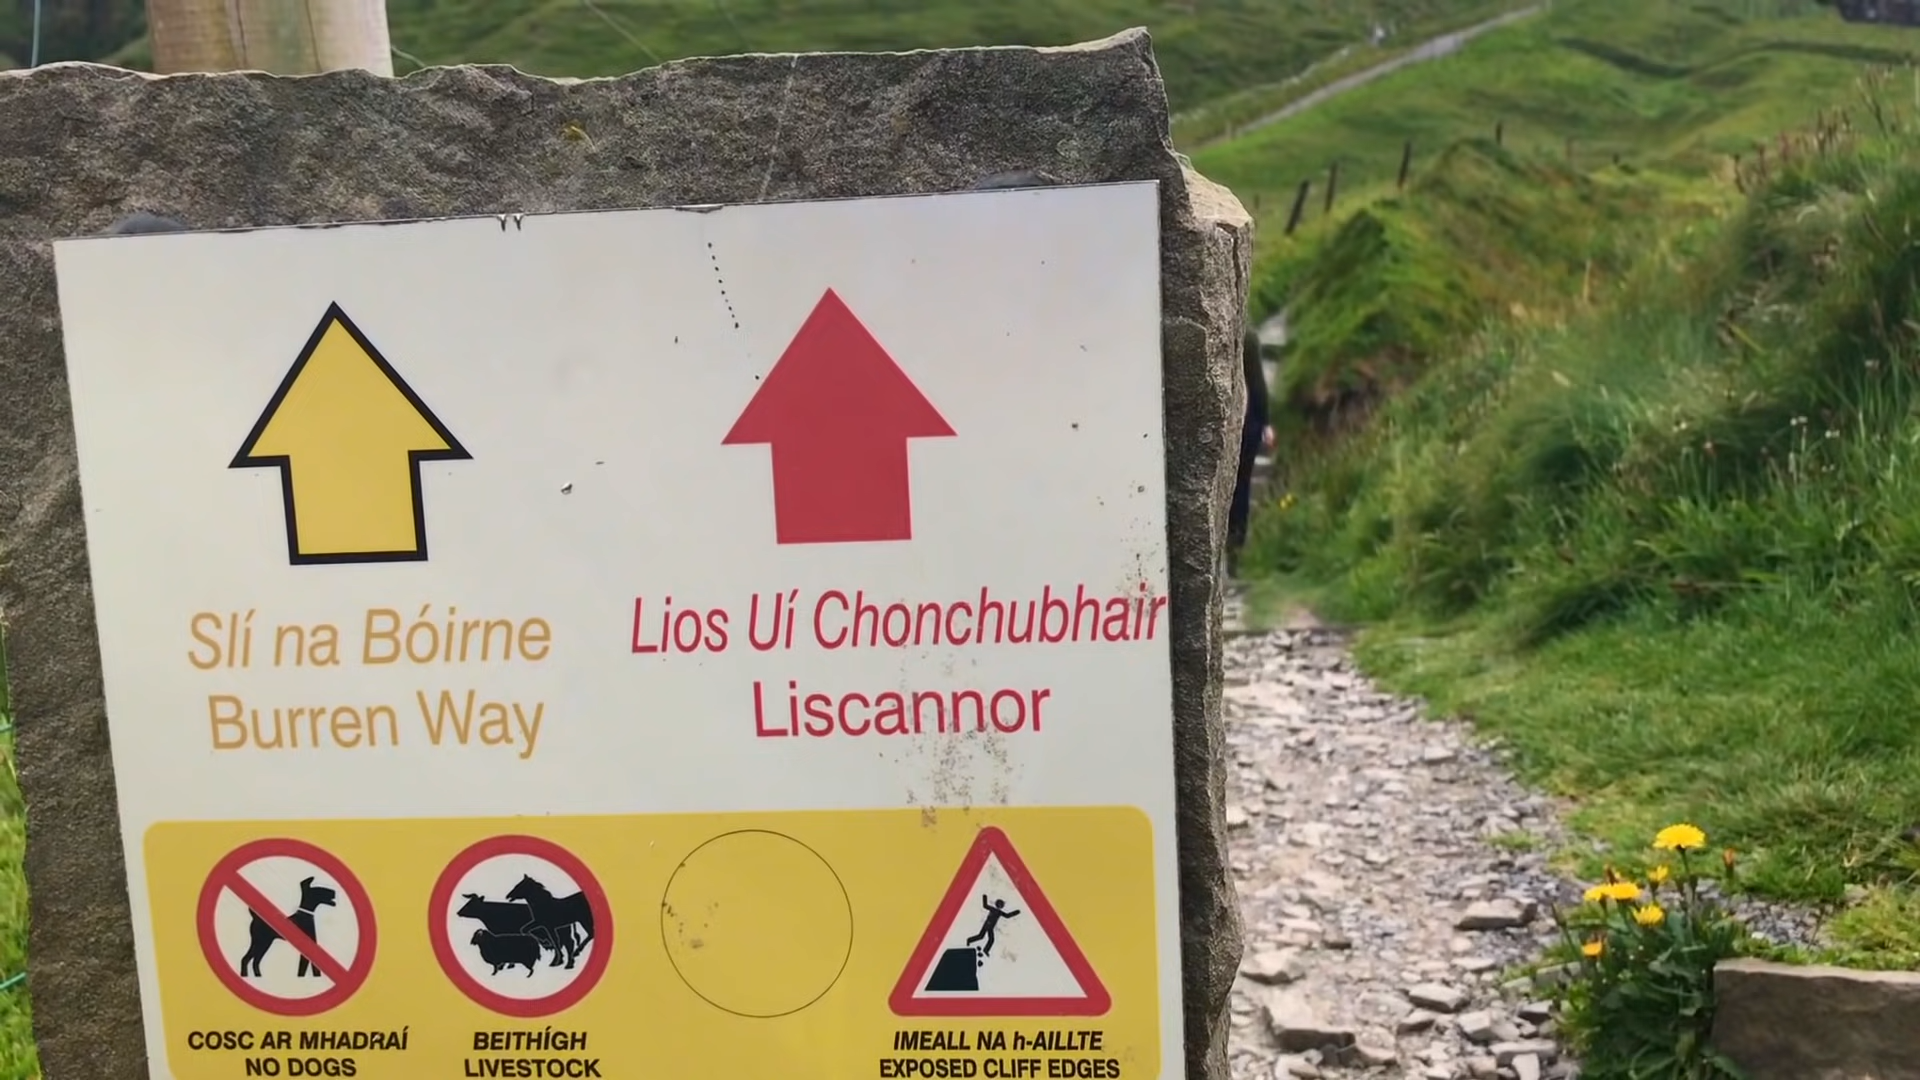 Slí na Bóirne
Burren Way
Lios Uí Chonchubhair
Liscannor
COSC AR MHADRAÍ
NO DOGS
BEITHÍGH
LIVESTOCK
IMEALL NA h-AILLTE
EXPOSED CLIFF EDGES